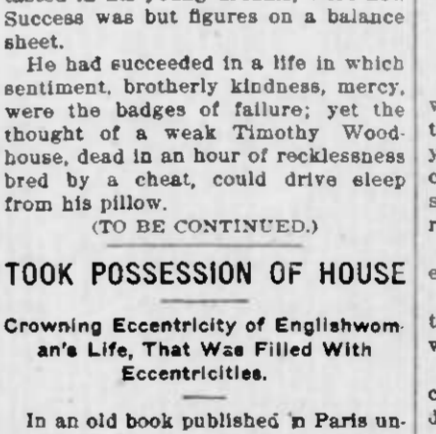 Success was but figures on a balance
sheet.
He had succeeded in a life in which
sentiment, brotherly kindness, mercy,
were the badges of failure; yet the
thought of a weak Timothy Wood-
house, dead in an hour of recklessness
bred by a cheat, could drive sleep
from his pillow.
(TO BE CONTINUED.)
TOOK POSSESSION OF HOUSE
Crowning Eccentricity of Englishwom-
an's Life, That Was Filled With
Eccentricities.
In an old book published in Paris un-